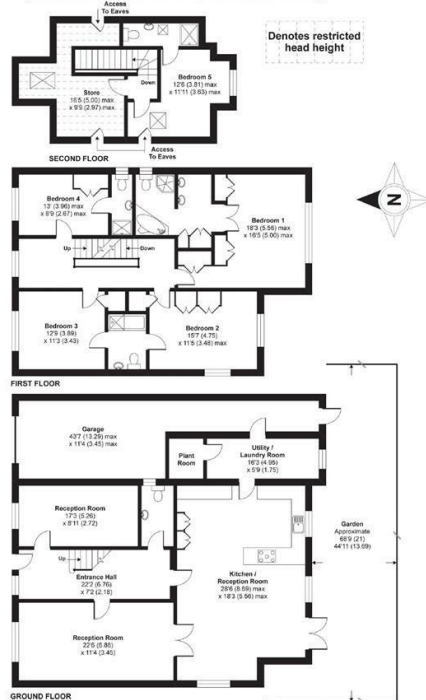 Access
To Eaves
Denotes restricted
head height
Bedroom 5
12'6 (3.81) max
x 11'11 (3.63) max
Down
Store
16'5 (5.00) max
x 9'9 (2.97) max
Access
To Eaves
SECOND FLOOR
Bedroom 4
13' (3.96) max
x 8'9 (2.67) max
Bedroom 1
18'3 (5.56) max
x 16'5 (5.00) max
N
Up
Down
Bedroom 3
12'9 (3.89)
x 11'3 (3.43)
Bedroom 2
15'7 (4.75)
x 11'5 (3.48) max
FIRST FLOOR
Garage
43'7 (13.29) max
x 11'4 (3.45) max
Utility /
Laundry Room
16'3 (4.95)
x 5'9 (1.75)
Plant
Room
Reception Room
17'3 (5.26)
x 8'11 (2.72)
Garden
Approximate
68'9 (21)
44'11 (13.69)
Up
Entrance Hall
22'2 (6.76)
x 7'2 (2.18)
Kitchen /
Reception Room
28'6 (8.69) max
x 18'3 (5.56) max
Reception Room
22'6 (6.86)
x 11'4 (3.45)
GROUND FLOOR